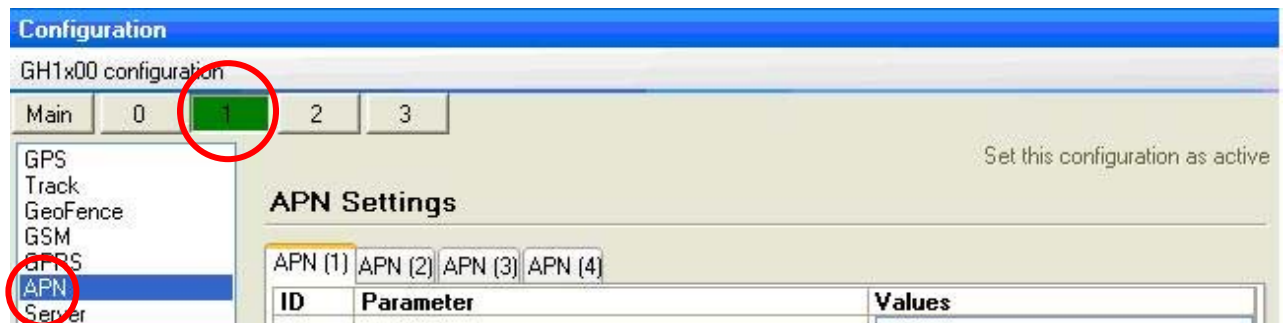 Configuration
GH1x00 configuration
Main 0 1 2 3
Set this configuration as active
GPS
Track
GeoFence
GSM
GPRS
APN
Server
APN Settings
APN (1) APN (2) APN (3) APN (4)
ID Parameter Values